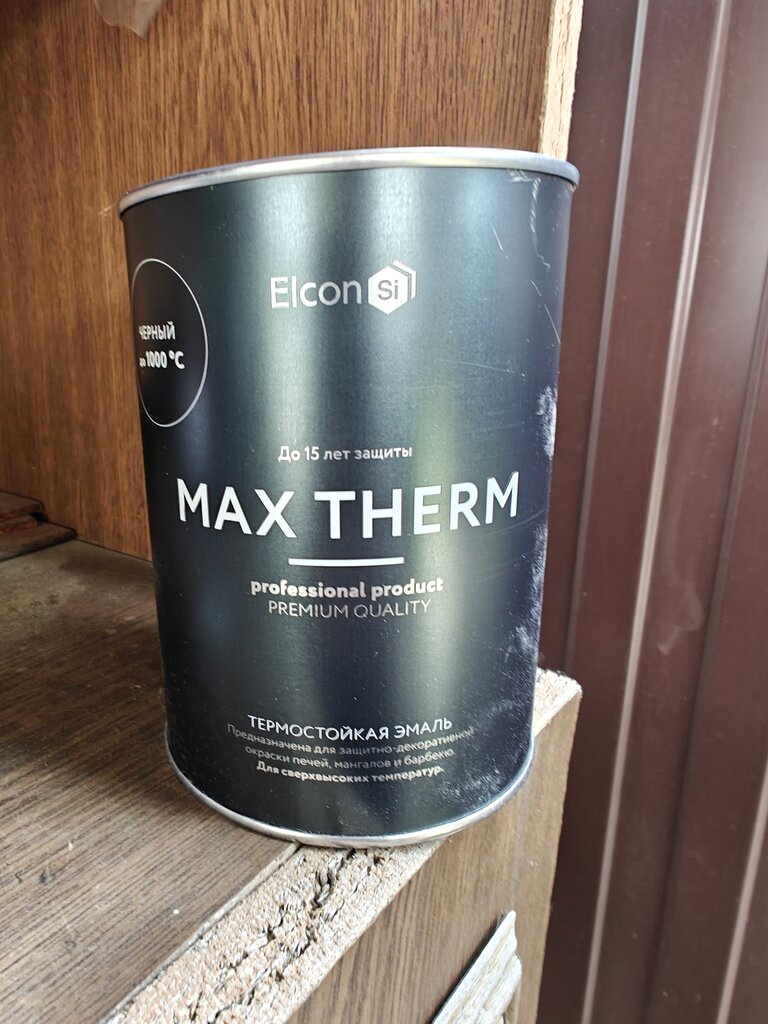 Elcon Si
ЧЕРНЫЙ
до 1000 °C
До 15 лет защиты
MAX THERM
professional product
PREMIUM QUALITY
ТЕРМОСТОЙКАЯ ЭМАЛЬ
Предназначена для защитно-декоративной
окраски печей, мангалов и барбекю.
Для сверхвысоких температур.